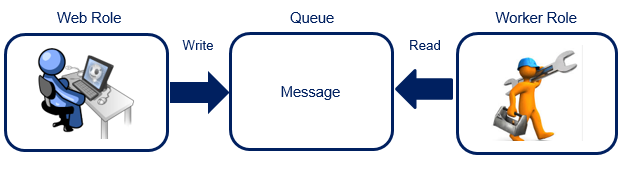 Web Role
Queue
Worker Role
Write
Read
Message